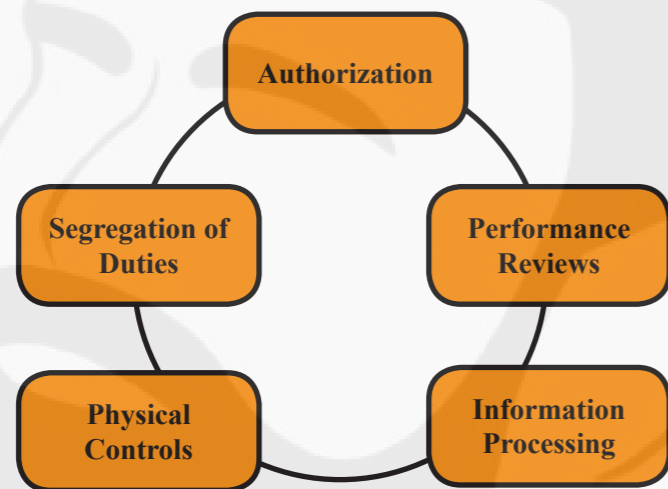 Authorization
Segregation of
Duties
Performance
Reviews
Physical
Controls
Information
Processing